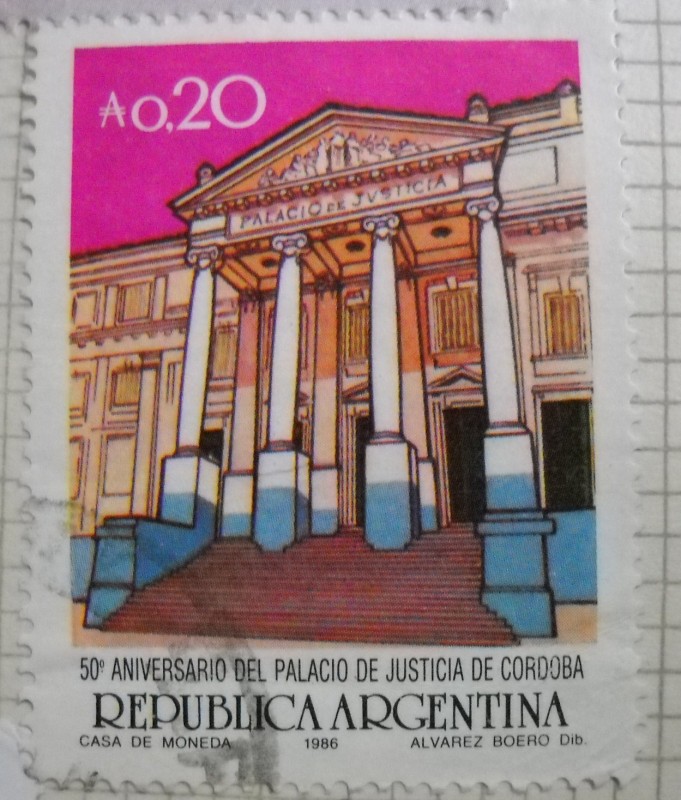 ₳0,20
PALACIO DE JUSTICIA
50º ANIVERSARIO DEL PALACIO DE JUSTICIA DE CORDOBA
REPUBLICA ARGENTINA
CASA DE MONEDA 1986 ALVAREZ BOERO Dib.